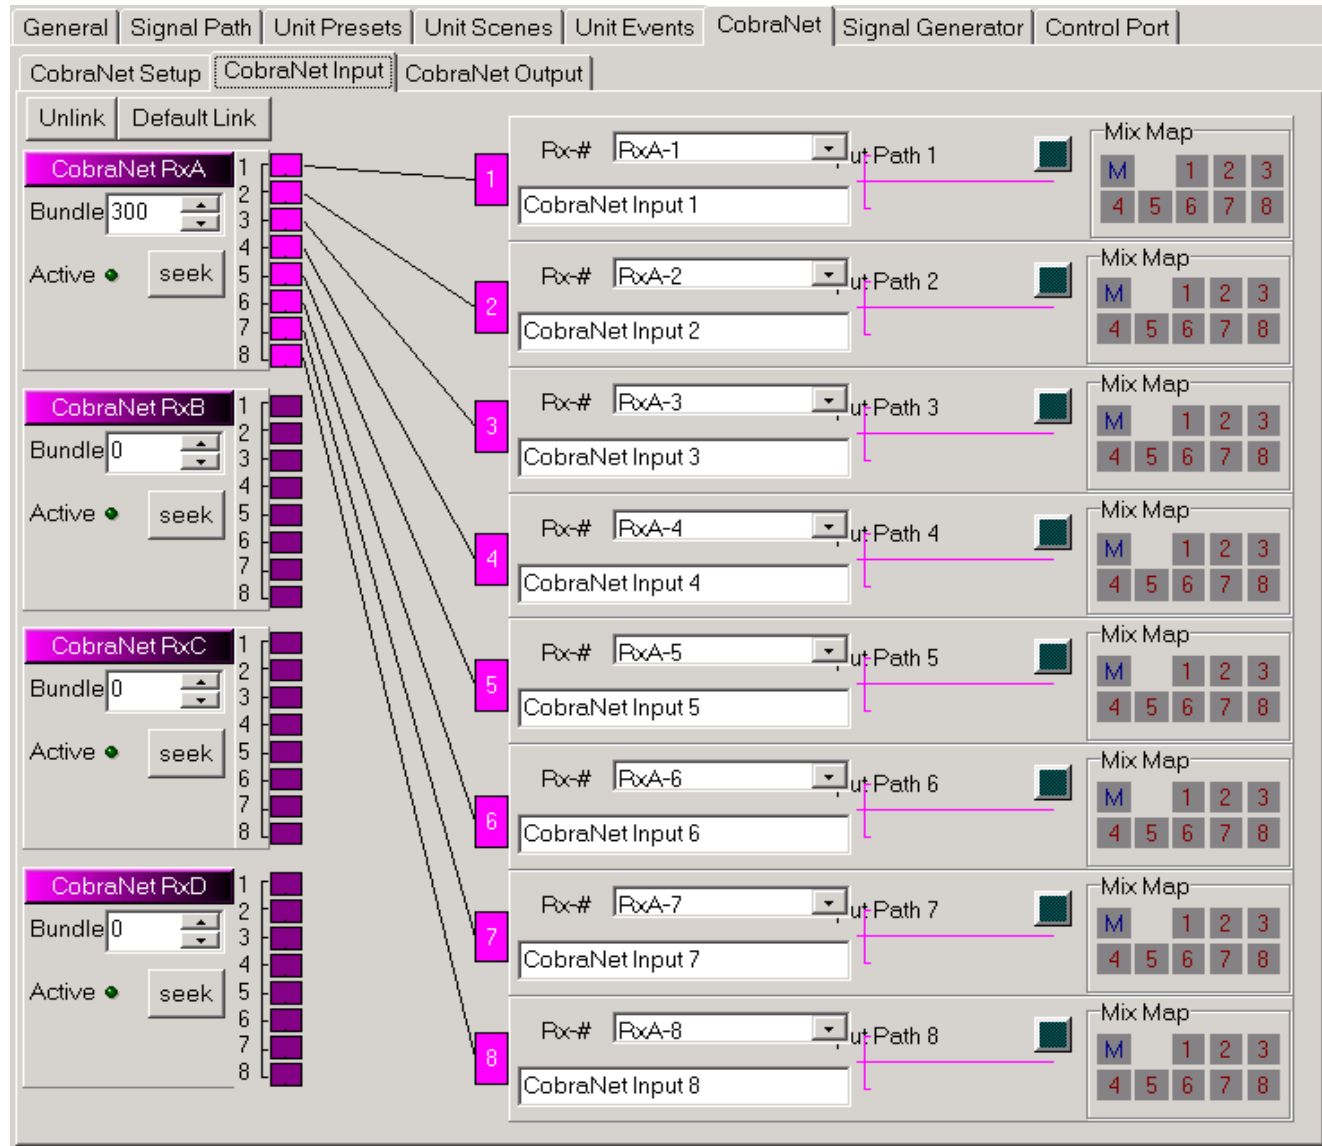 General Signal Path Unit Presets Unit Scenes Unit Events CobraNet Signal Generator Control Port
CobraNet Setup CobraNet Input CobraNet Output
Unlink Default Link
CobraNet RxA
Bundle 300
Active seek
1
2
3
4
5
6
7
8
CobraNet RxB
Bundle 0
Active seek
1
2
3
4
5
6
7
8
CobraNet RxC
Bundle 0
Active seek
1
2
3
4
5
6
7
8
CobraNet RxD
Bundle 0
Active seek
1
2
3
4
5
6
7
8
1
Rx-# RxA-1 ut Path 1
CobraNet Input 1
Mix Map
M 1 2 3
4 5 6 7 8
2
Rx-# RxA-2 ut Path 2
CobraNet Input 2
Mix Map
M 1 2 3
4 5 6 7 8
3
Rx-# RxA-3 ut Path 3
CobraNet Input 3
Mix Map
M 1 2 3
4 5 6 7 8
4
Rx-# RxA-4 ut Path 4
CobraNet Input 4
Mix Map
M 1 2 3
4 5 6 7 8
5
Rx-# RxA-5 ut Path 5
CobraNet Input 5
Mix Map
M 1 2 3
4 5 6 7 8
6
Rx-# RxA-6 ut Path 6
CobraNet Input 6
Mix Map
M 1 2 3
4 5 6 7 8
7
Rx-# RxA-7 ut Path 7
CobraNet Input 7
Mix Map
M 1 2 3
4 5 6 7 8
8
Rx-# RxA-8 ut Path 8
CobraNet Input 8
Mix Map
M 1 2 3
4 5 6 7 8